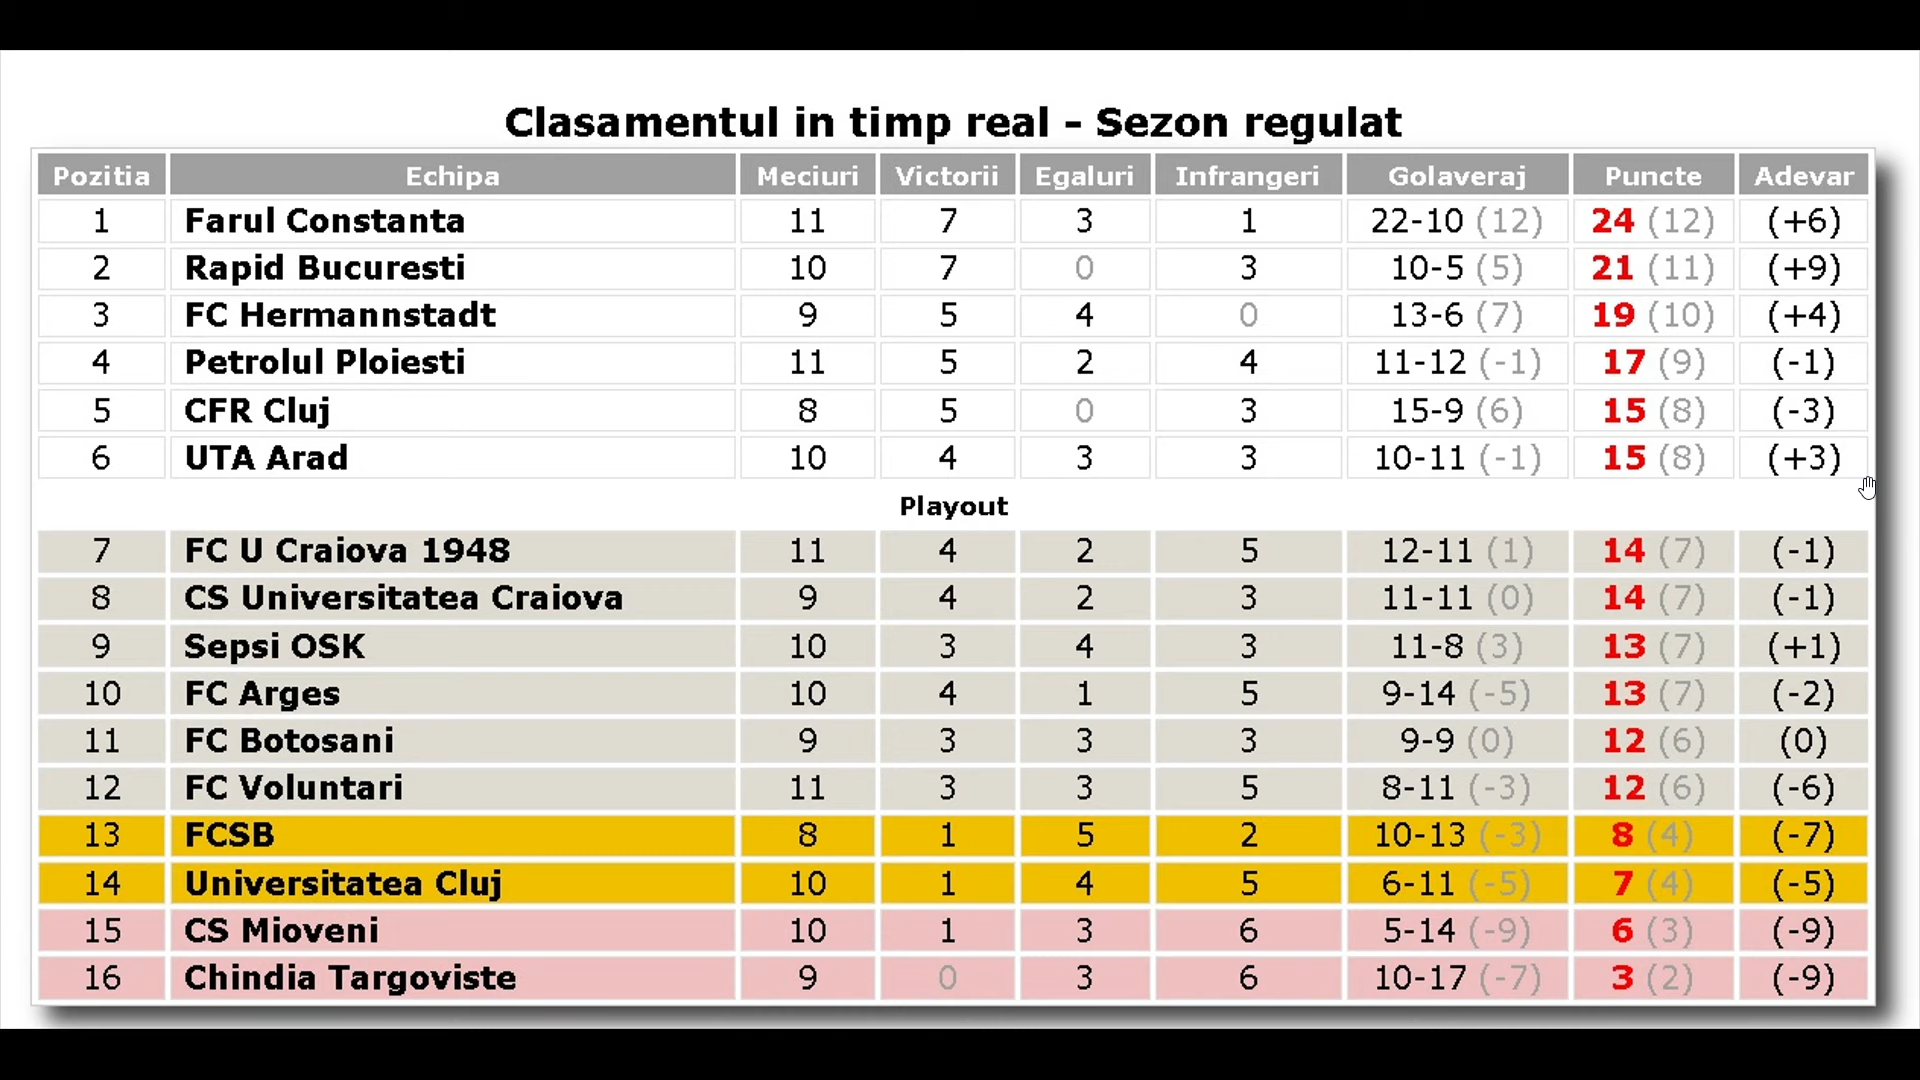 Clasamentul in timp real - Sezon regulat
Pozitia Echipa Meciuri Victorii Egaluri Infrangeri Golaveraj Puncte Adevar
1 Farul Constanta 11 7 3 1 22-10 (12) 24 (12) (+6)
2 Rapid Bucuresti 10 7 0 3 10-5 (5) 21 (11) (+9)
3 FC Hermannstadt 9 5 4 0 13-6 (7) 19 (10) (+4)
4 Petrolul Ploiesti 11 5 2 4 11-12 (-1) 17 (9) (-1)
5 CFR Cluj 8 5 0 3 15-9 (6) 15 (8) (-3)
6 UTA Arad 10 4 3 3 10-11 (-1) 15 (8) (+3)
Playout
7 FC U Craiova 1948 11 4 2 5 12-11 (1) 14 (7) (-1)
8 CS Universitatea Craiova 9 4 2 3 11-11 (0) 14 (7) (-1)
9 Sepsi OSK 10 3 4 3 11-8 (3) 13 (7) (+1)
10 FC Arges 10 4 1 5 9-14 (-5) 13 (7) (-2)
11 FC Botosani 9 3 3 3 9-9 (0) 12 (6) (0)
12 FC Voluntari 11 3 3 5 8-11 (-3) 12 (6) (-6)
13 FCSB 8 1 5 2 10-13 (-3) 8 (4) (-7)
14 Universitatea Cluj 10 1 4 5 6-11 (-5) 7 (4) (-5)
15 CS Mioveni 10 1 3 6 5-14 (-9) 6 (3) (-9)
16 Chindia Targoviste 9 0 3 6 10-17 (-7) 3 (2) (-9)